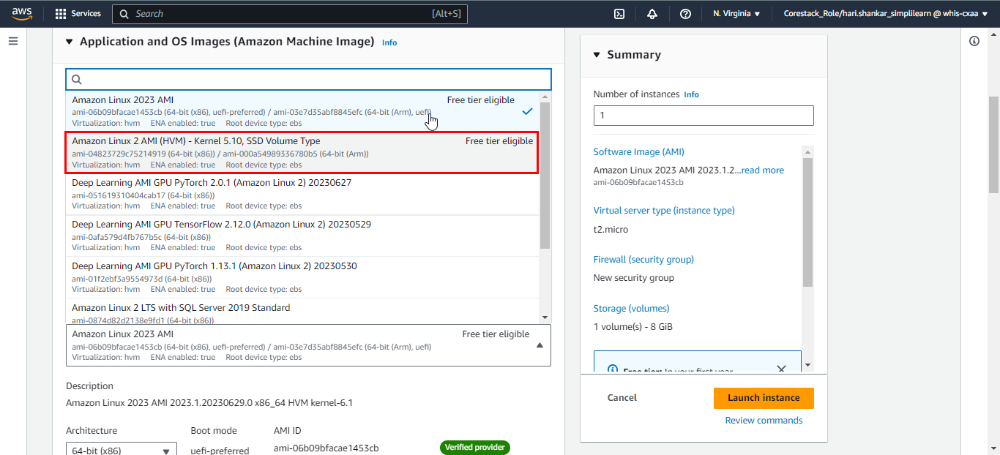 aws Services Search [Alt+S] N. Virginia Corestack_Role/hari.shankar_simplilearn @ whis-cxaa
Application and OS Images (Amazon Machine Image) Info
Amazon Linux 2023 AMI Free tier eligible
ami-06b09bfacae1453cb (64-bit (x86), uefi-preferred) / ami-03e7d35abf8845efc (64-bit (Arm), uefi)
Virtualization: hvm ENA enabled: true Root device type: ebs
Amazon Linux 2 AMI (HVM) - Kernel 5.10, SSD Volume Type Free tier eligible
ami-04823729c75214919 (64-bit (x86)) / ami-000a54989336780b5 (64-bit (Arm))
Virtualization: hvm ENA enabled: true Root device type: ebs
Deep Learning AMI GPU PyTorch 2.0.1 (Amazon Linux 2) 20230627
ami-051619310404cab17 (64-bit (x86))
Virtualization: hvm ENA enabled: true Root device type: ebs
Deep Learning AMI GPU TensorFlow 2.12.0 (Amazon Linux 2) 20230529
ami-0afa579d4fb767b5c (64-bit (x86))
Virtualization: hvm ENA enabled: true Root device type: ebs
Deep Learning AMI GPU PyTorch 1.13.1 (Amazon Linux 2) 20230530
ami-01f2ebf3a9554973d (64-bit (x86))
Virtualization: hvm ENA enabled: true Root device type: ebs
Amazon Linux 2 LTS with SQL Server 2019 Standard
ami-0874d82d2138e9fd1 (64-bit (x86))
Amazon Linux 2023 AMI Free tier eligible
ami-06b09bfacae1453cb (64-bit (x86), uefi-preferred) / ami-03e7d35abf8845efc (64-bit (Arm), uefi)
Virtualization: hvm ENA enabled: true Root device type: ebs
Description
Amazon Linux 2023 AMI 2023.1.20230629.0 x86_64 HVM kernel-6.1
Architecture Boot mode AMI ID
64-bit (x86) uefi-preferred ami-06b09bfacae1453cb Verified provider
Summary
Number of instances Info
1
Software Image (AMI)
Amazon Linux 2023 AMI 2023.1.2...read more
ami-06b09bfacae1453cb
Virtual server type (instance type)
t2.micro
Firewall (security group)
New security group
Storage (volumes)
1 volume(s) - 8 GiB
Free tier: In your first year
Cancel Launch instance
Review commands